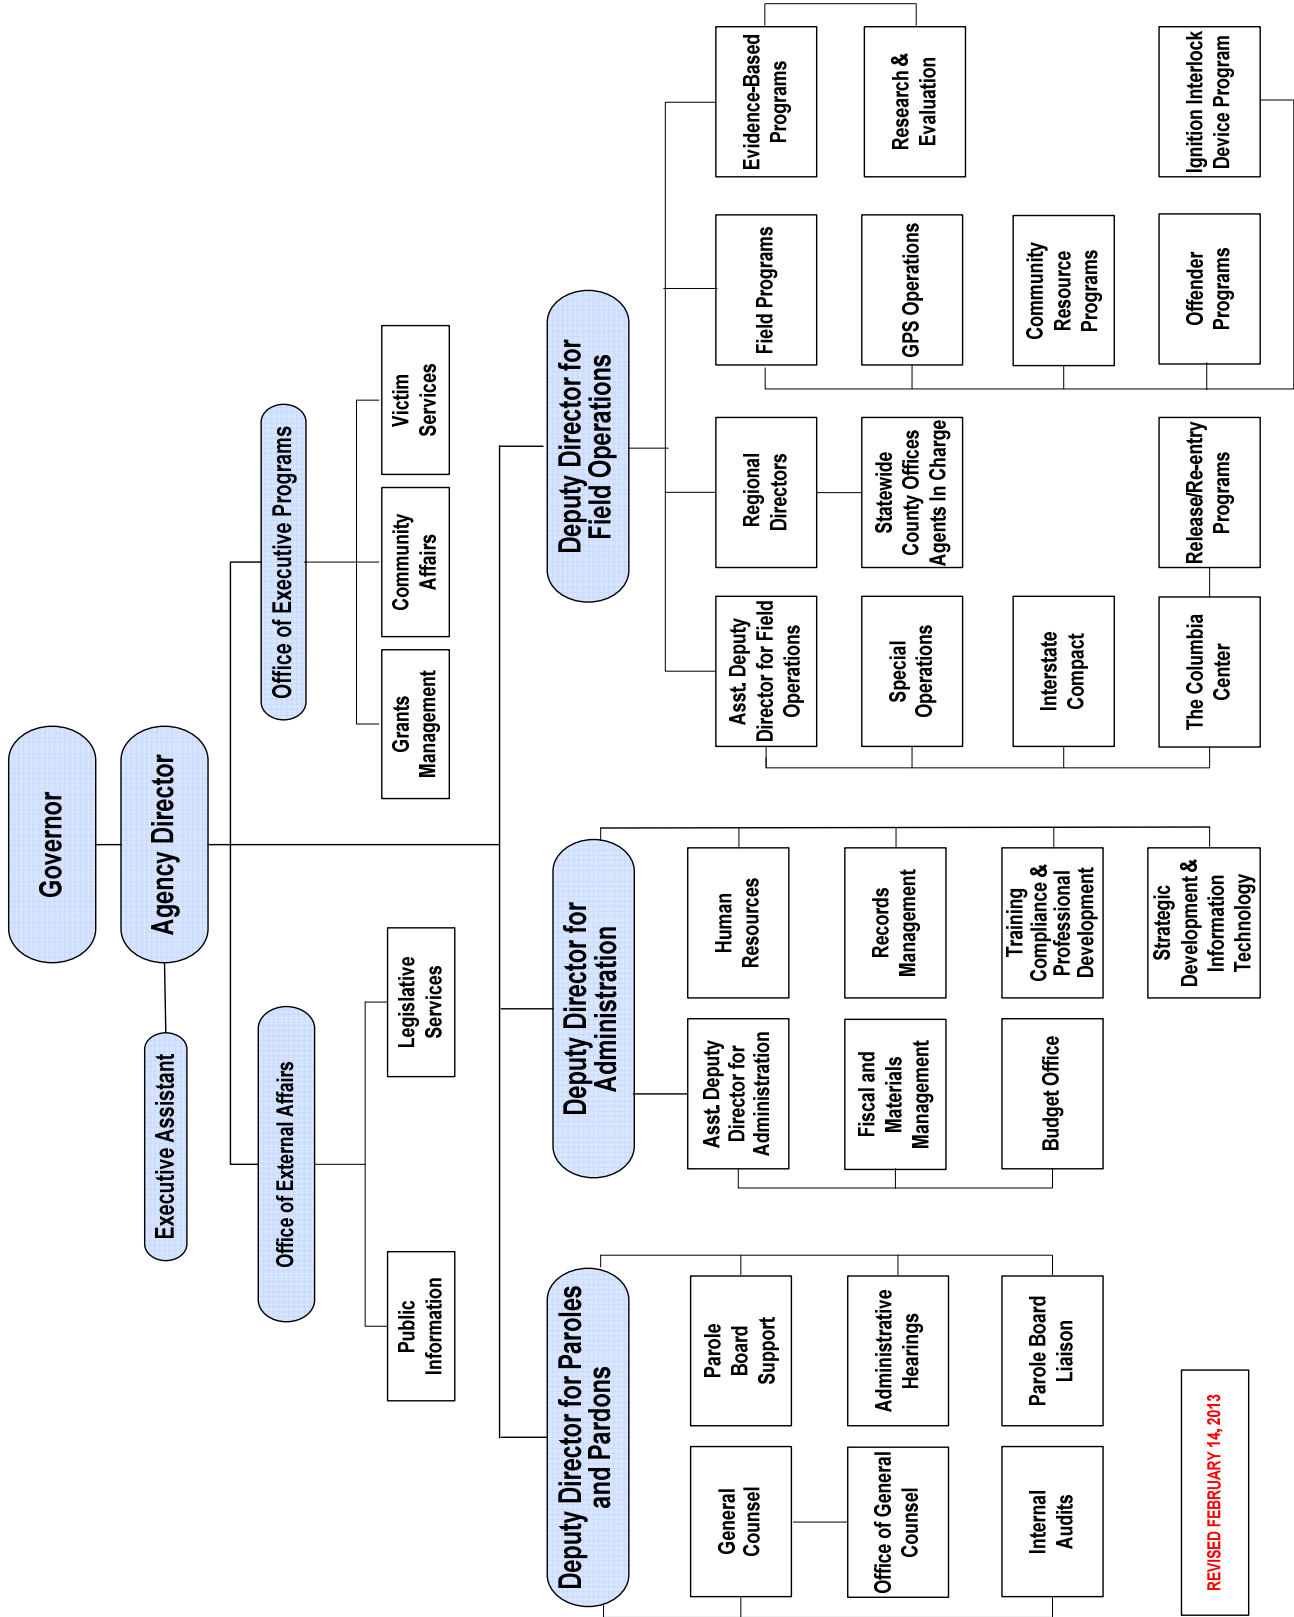 Governor
Agency Director
Executive Assistant
Office of External Affairs
Office of Executive Programs
Public
Information
Legislative
Services
Grants
Management
Community
Affairs
Victim
Services
Deputy Director for Paroles
and Pardons
Deputy Director for
Administration
Deputy Director for
Field Operations
General
Counsel
Parole
Board
Support
Office of General
Counsel
Administrative
Hearings
Internal
Audits
Parole Board
Liaison
Asst. Deputy
Director for
Administration
Human
Resources
Fiscal and
Materials
Management
Records
Management
Budget Office
Training
Compliance &
Professional
Development
Strategic
Development &
Information
Technology
Asst. Deputy
Director for Field
Operations
Regional
Directors
Field Programs
Evidence-Based
Programs
Special
Operations
Statewide
County Offices
Agents In Charge
GPS Operations
Research &
Evaluation
Interstate
Compact
Community
Resource
Programs
The Columbia
Center
Release/Re-entry
Programs
Offender
Programs
Ignition Interlock
Device Program
REVISED FEBRUARY 14, 2013